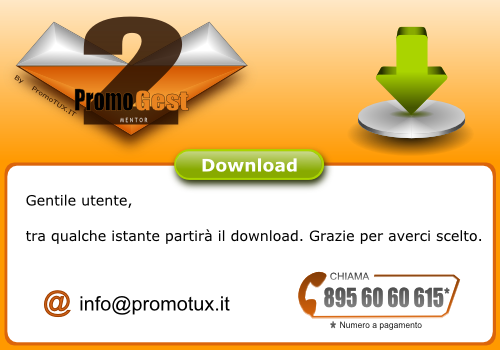 2
By PromoTUX.IT
PromoGest
MENTOR
Download
Gentile utente,
tra qualche istante partirà il download. Grazie per averci scelto.
@ info@promotux.it
CHIAMA
895 60 60 615*
* Numero a pagamento